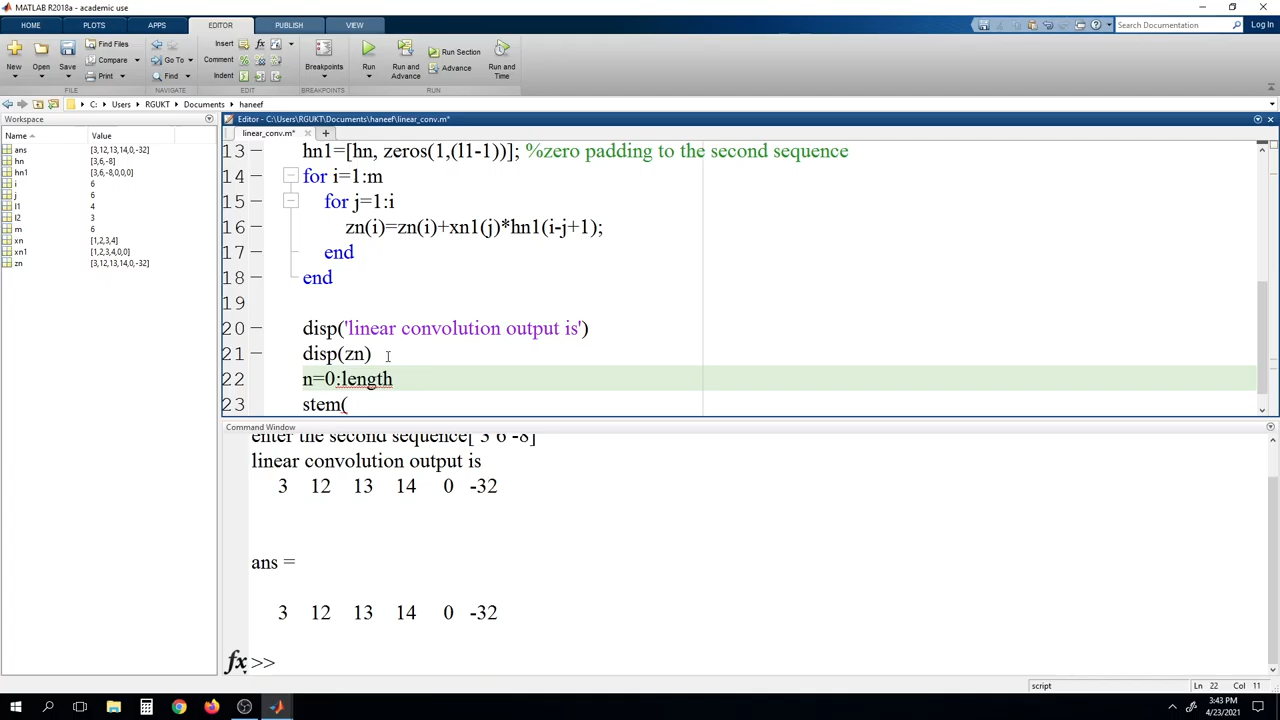 MATLAB R2018a - academic use
HOME PLOTS APPS EDITOR PUBLISH VIEW Search Documentation Log In
New Open Save Find Files Compare Print
Insert fx Comment Indent
Go To Find
Breakpoints Run Run and Advance Run Section Advance Run and Time
FILE NAVIGATE EDIT BREAKPOINTS RUN
C: Users RGUKT Documents haneef
Workspace
Name Value
ans [3,12,13,14,0,-32]
hn [3,6,-8]
hn1 [3,6,-8,0,0,0]
i 6
j 6
l1 4
l2 3
m 6
xn [1,2,3,4]
xn1 [1,2,3,4,0,0]
zn [3,12,13,14,0,-32]
Editor - C:\Users\RGUKT\Documents\haneef\linear_conv.m*
linear_conv.m*
13 hn1=[hn, zeros(1,(l1-1))]; %zero padding to the second sequence
14 for i=1:m
15 for j=1:i
16 zn(i)=zn(i)+xn1(j)*hn1(i-j+1);
17 end
18 end
19
20 disp('linear convolution output is')
21 disp(zn)
22 n=0:length
23 stem(
Command Window
enter the second sequence[ 3 6 -8]
linear convolution output is
3 12 13 14 0 -32
ans =
3 12 13 14 0 -32
fx >>
script Ln 22 Col 11
3:43 PM
4/23/2021